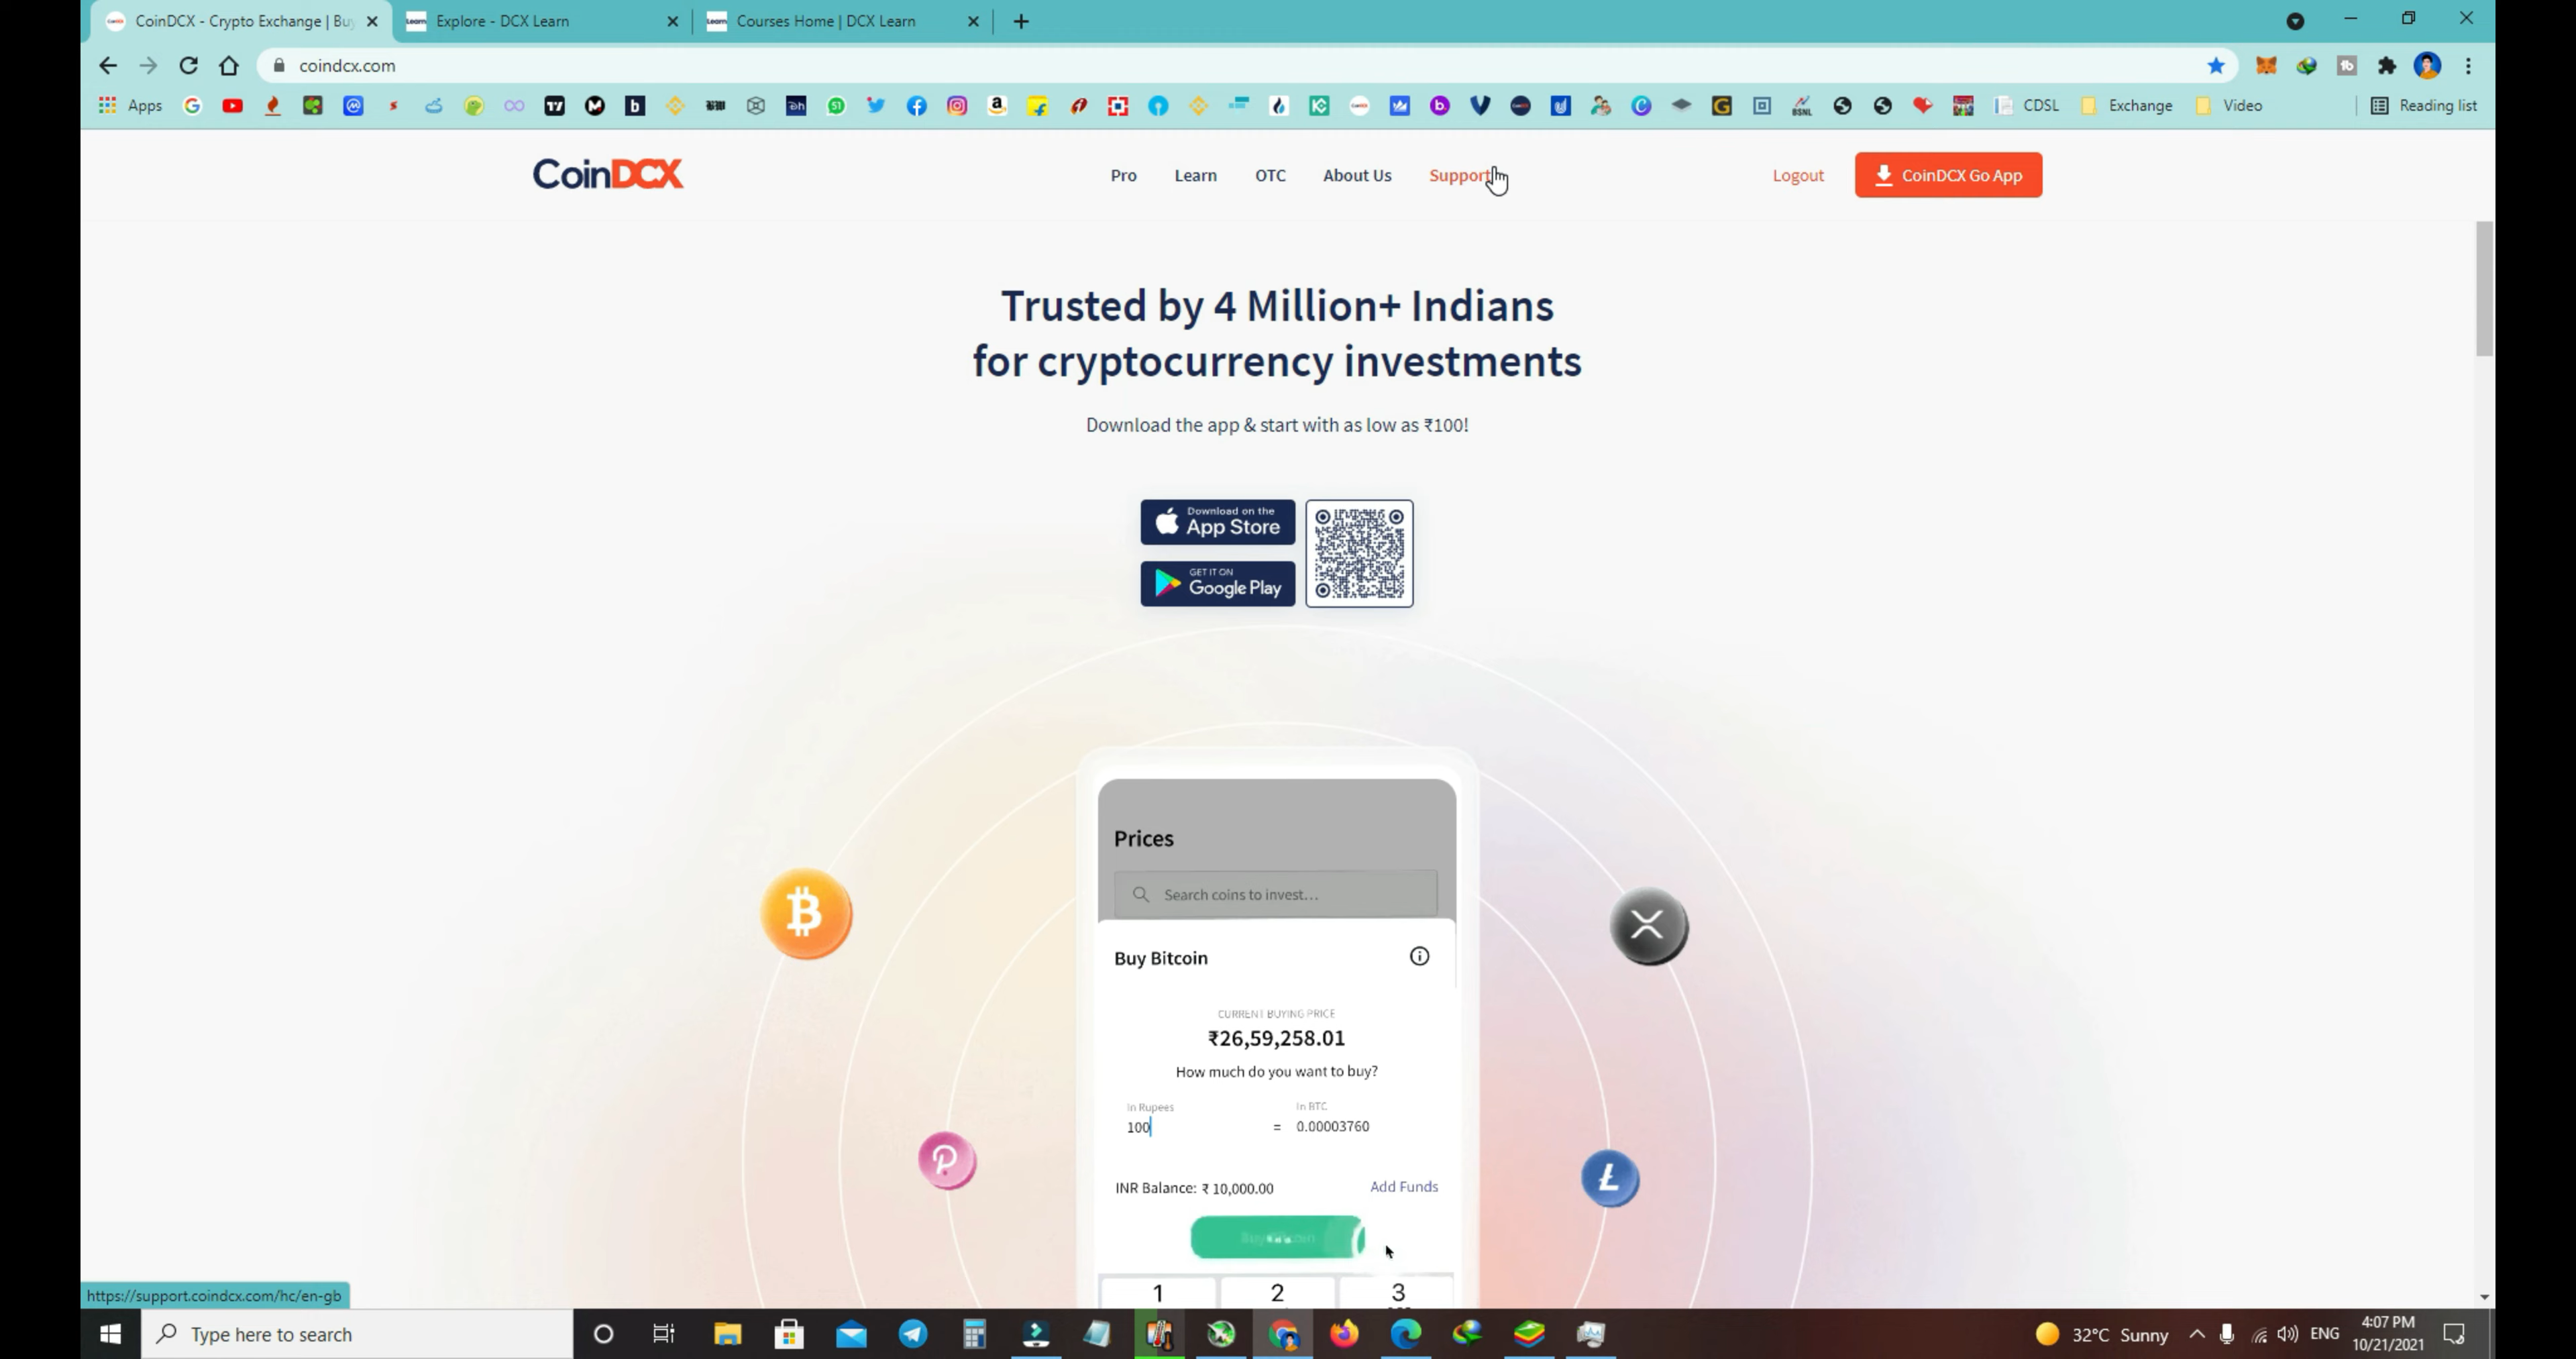 CoinDCX - Crypto Exchange | Buy
Explore - DCX Learn
Courses Home | DCX Learn
coindcx.com
Apps
CDSL
Exchange
Video
Reading list
CoinDCX
Pro
Learn
OTC
About Us
Support
Logout
CoinDCX Go App
Trusted by 4 Million+ Indians
for cryptocurrency investments
Download the app & start with as low as ₹100!
Download on the
App Store
GET IT ON
Google Play
Prices
Search coins to invest...
Buy Bitcoin
CURRENT BUYING PRICE
₹26,59,258.01
How much do you want to buy?
In Rupees
In BTC
100
=
0.00003760
INR Balance: ₹ 10,000.00
Add Funds
1
2
3
https://support.coindcx.com/hc/en-gb
Type here to search
32°C Sunny
ENG
4:07 PM
10/21/2021